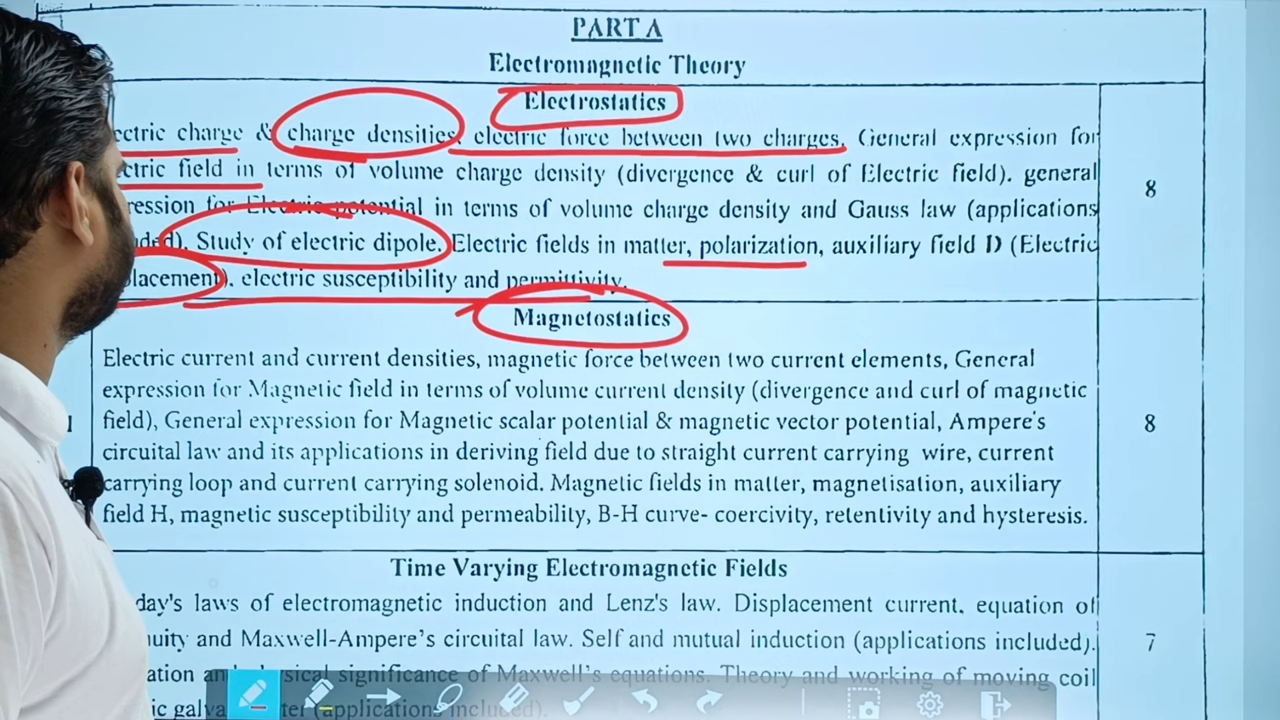 PART A
Electromagnetic Theory
Electrostatics
ectric charge & charge densities, electric force between two charges. General expression for
ctric field in terms of volume charge density (divergence & curl of Electric field). general
ression for Electric potential in terms of volume charge density and Gauss law (applications
ded). Study of electric dipole. Electric fields in matter, polarization, auxiliary field D (Electric
lacement). electric susceptibility and permittivity.
8
Magnetostatics
Electric current and current densities, magnetic force between two current elements, General
expression for Magnetic field in terms of volume current density (divergence and curl of magnetic
field), General expression for Magnetic scalar potential & magnetic vector potential, Ampere's
circuital law and its applications in deriving field due to straight current carrying wire, current
carrying loop and current carrying solenoid. Magnetic fields in matter, magnetisation, auxiliary
field H, magnetic susceptibility and permeability, B-H curve- coercivity, retentivity and hysteresis.
8
Time Varying Electromagnetic Fields
day's laws of electromagnetic induction and Lenz's law. Displacement current, equation of
nuity and Maxwell-Ampere's circuital law. Self and mutual induction (applications included).
ation significance of Maxwell's equations. Theory and working of moving coil
ic (applications included).
7